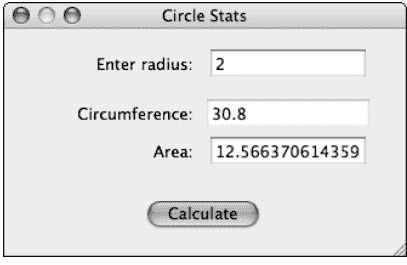 Circle Stats
Enter radius: 2
Circumference: 30.8
Area: 12.566370614359
Calculate